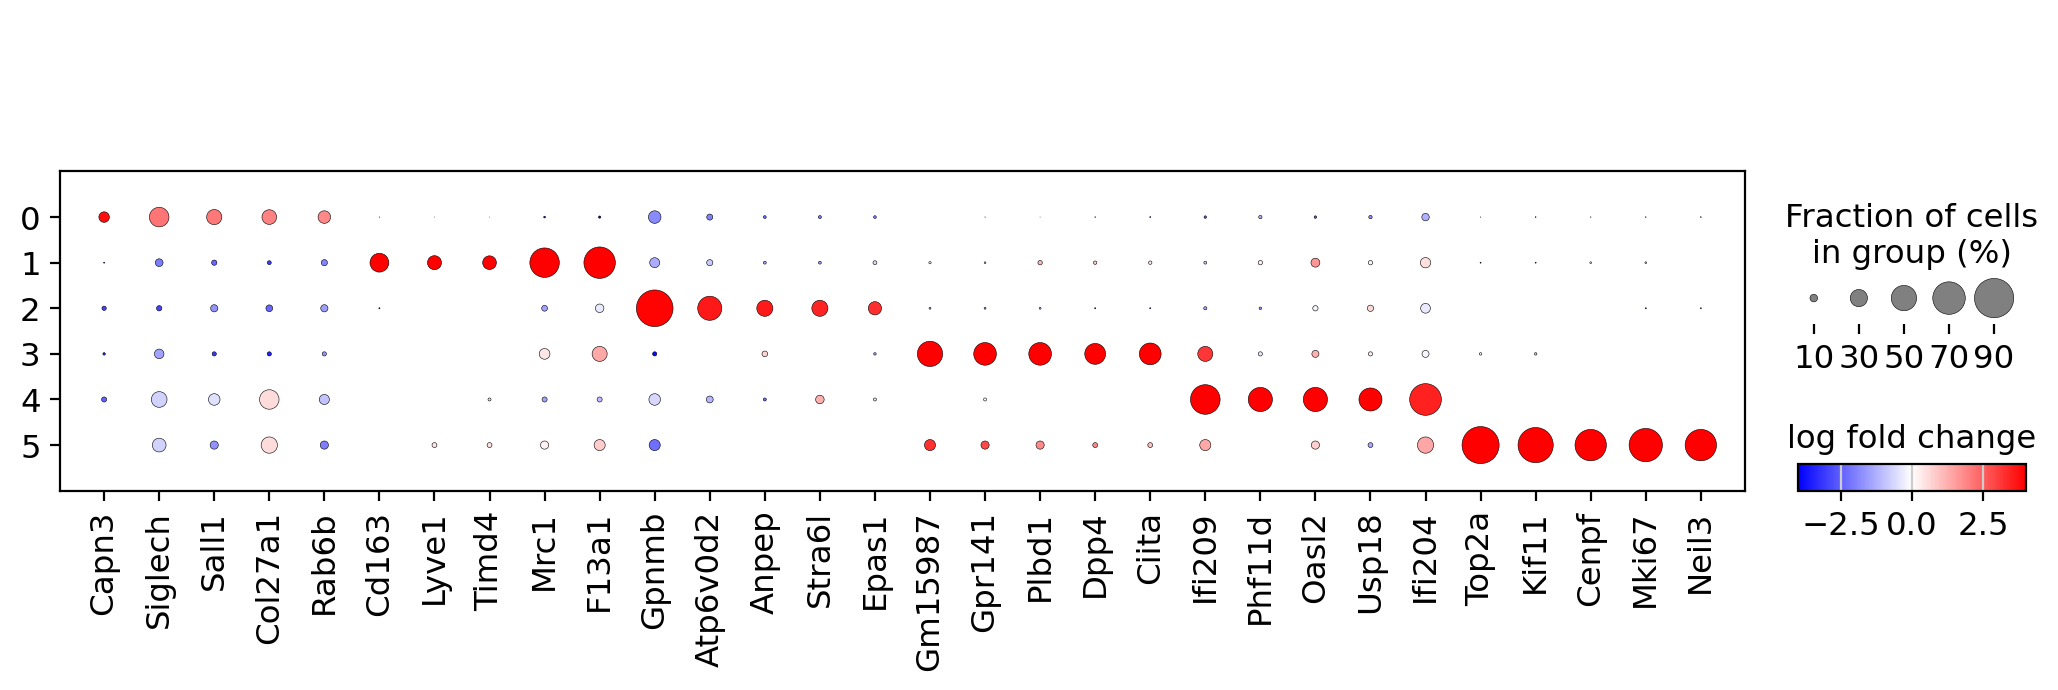 0
1
2
3
4
5
Capn3
Siglech
Sall1
Col27a1
Rab6b
Cd163
Lyve1
Timd4
Mrc1
F13a1
Gpnmb
Atp6v0d2
Anpep
Stra6l
Epas1
Gm15987
Gpr141
Plbd1
Dpp4
Ciita
Ifi209
Phf11d
Oasl2
Usp18
Ifi204
Top2a
Kif11
Cenpf
Mki67
Neil3
Fraction of cells
in group (%)
10 30 50 70 90
log fold change
−2.5 0.0 2.5